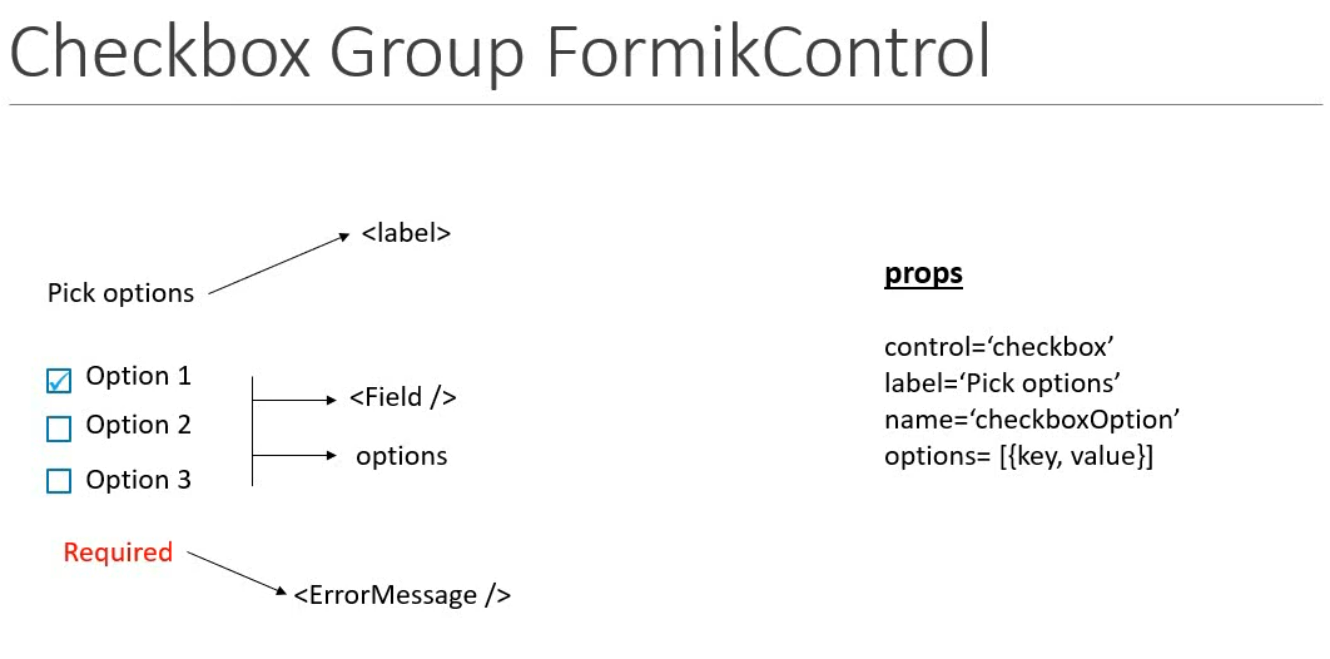 Checkbox Group FormikControl
<label>
Pick options
Option 1
Option 2
Option 3
<Field />
options
Required
<ErrorMessage />
props
control=‘checkbox’
label=‘Pick options’
name=‘checkboxOption’
options= [{key, value}]